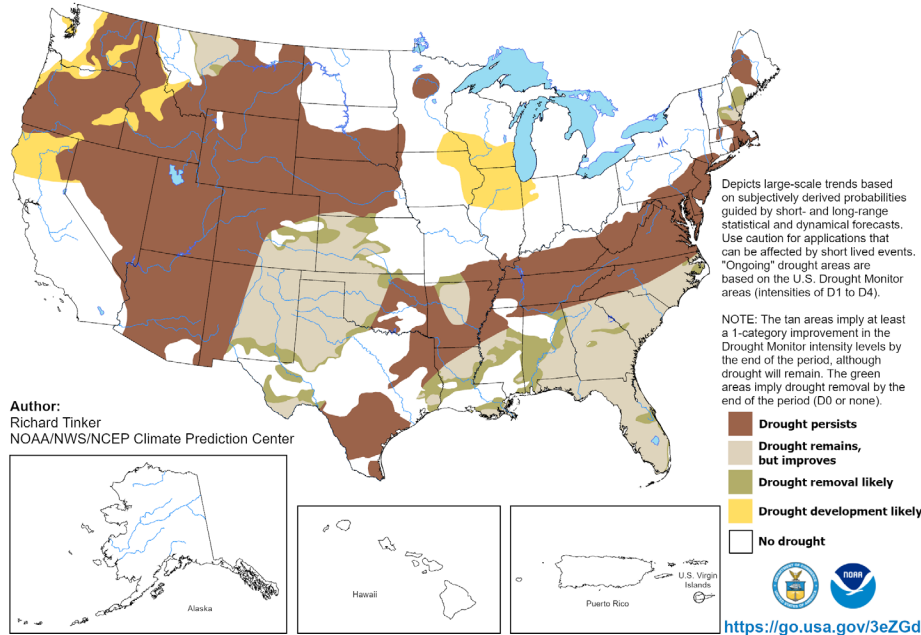 Depicts large-scale trends based
on subjectively derived probabilities
guided by short- and long-range
statistical and dynamical forecasts.
Use caution for applications that
can be affected by short lived events.
"Ongoing" drought areas are
based on the U.S. Drought Monitor
areas (intensities of D1 to D4).
NOTE: The tan areas imply at least
a 1-category improvement in the
Drought Monitor intensity levels by
the end of the period, although
drought will remain. The green
areas imply drought removal by the
end of the period (D0 or none).
Author:
Richard Tinker
NOAA/NWS/NCEP Climate Prediction Center
Drought persists
Drought remains,
but improves
Drought removal likely
Drought development likely
No drought
Alaska
Hawaii
Puerto Rico
U.S. Virgin
Islands
NOAA
https://go.usa.gov/3eZGd